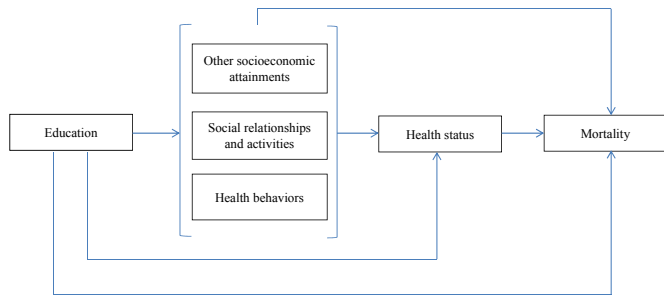 Other socioeconomic
attainments
Education
Social relationships
and activities
Health status
Mortality
Health behaviors